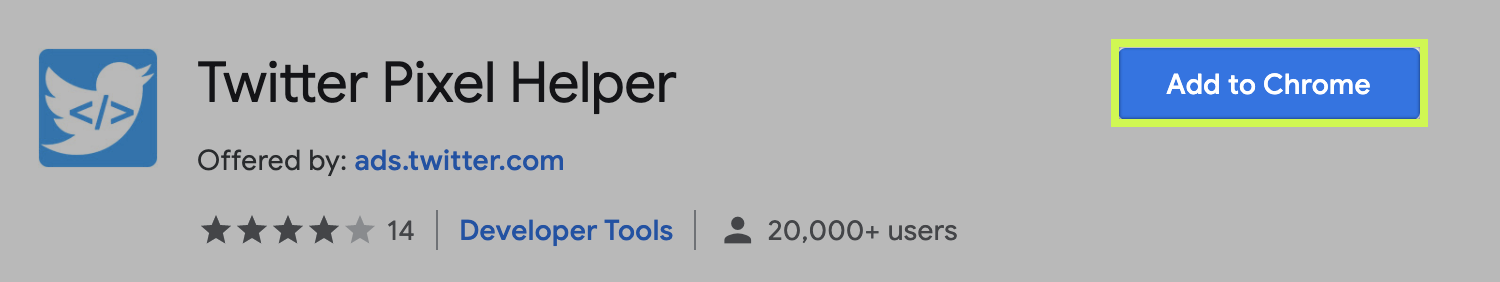 Twitter Pixel Helper
Add to Chrome
</>
Offered by: ads.twitter.com
14 | Developer Tools | 20,000+ users